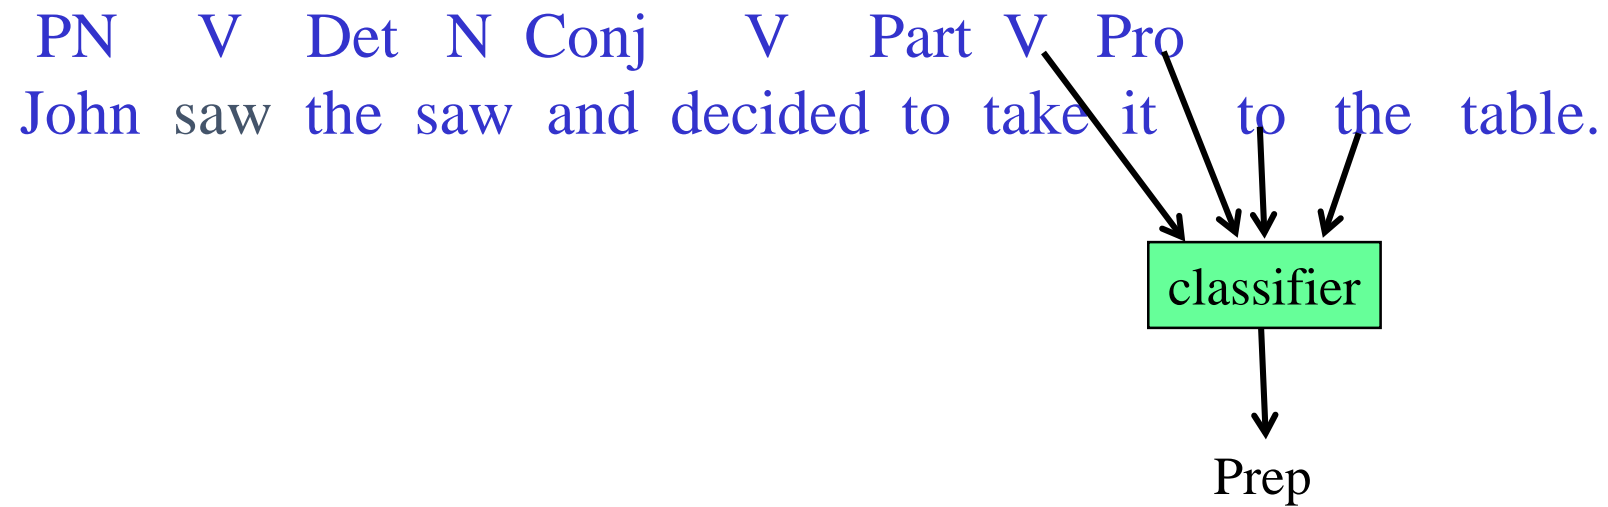 PN V Det N Conj V Part V Pro
John saw the saw and decided to take it to the table.
classifier
Prep